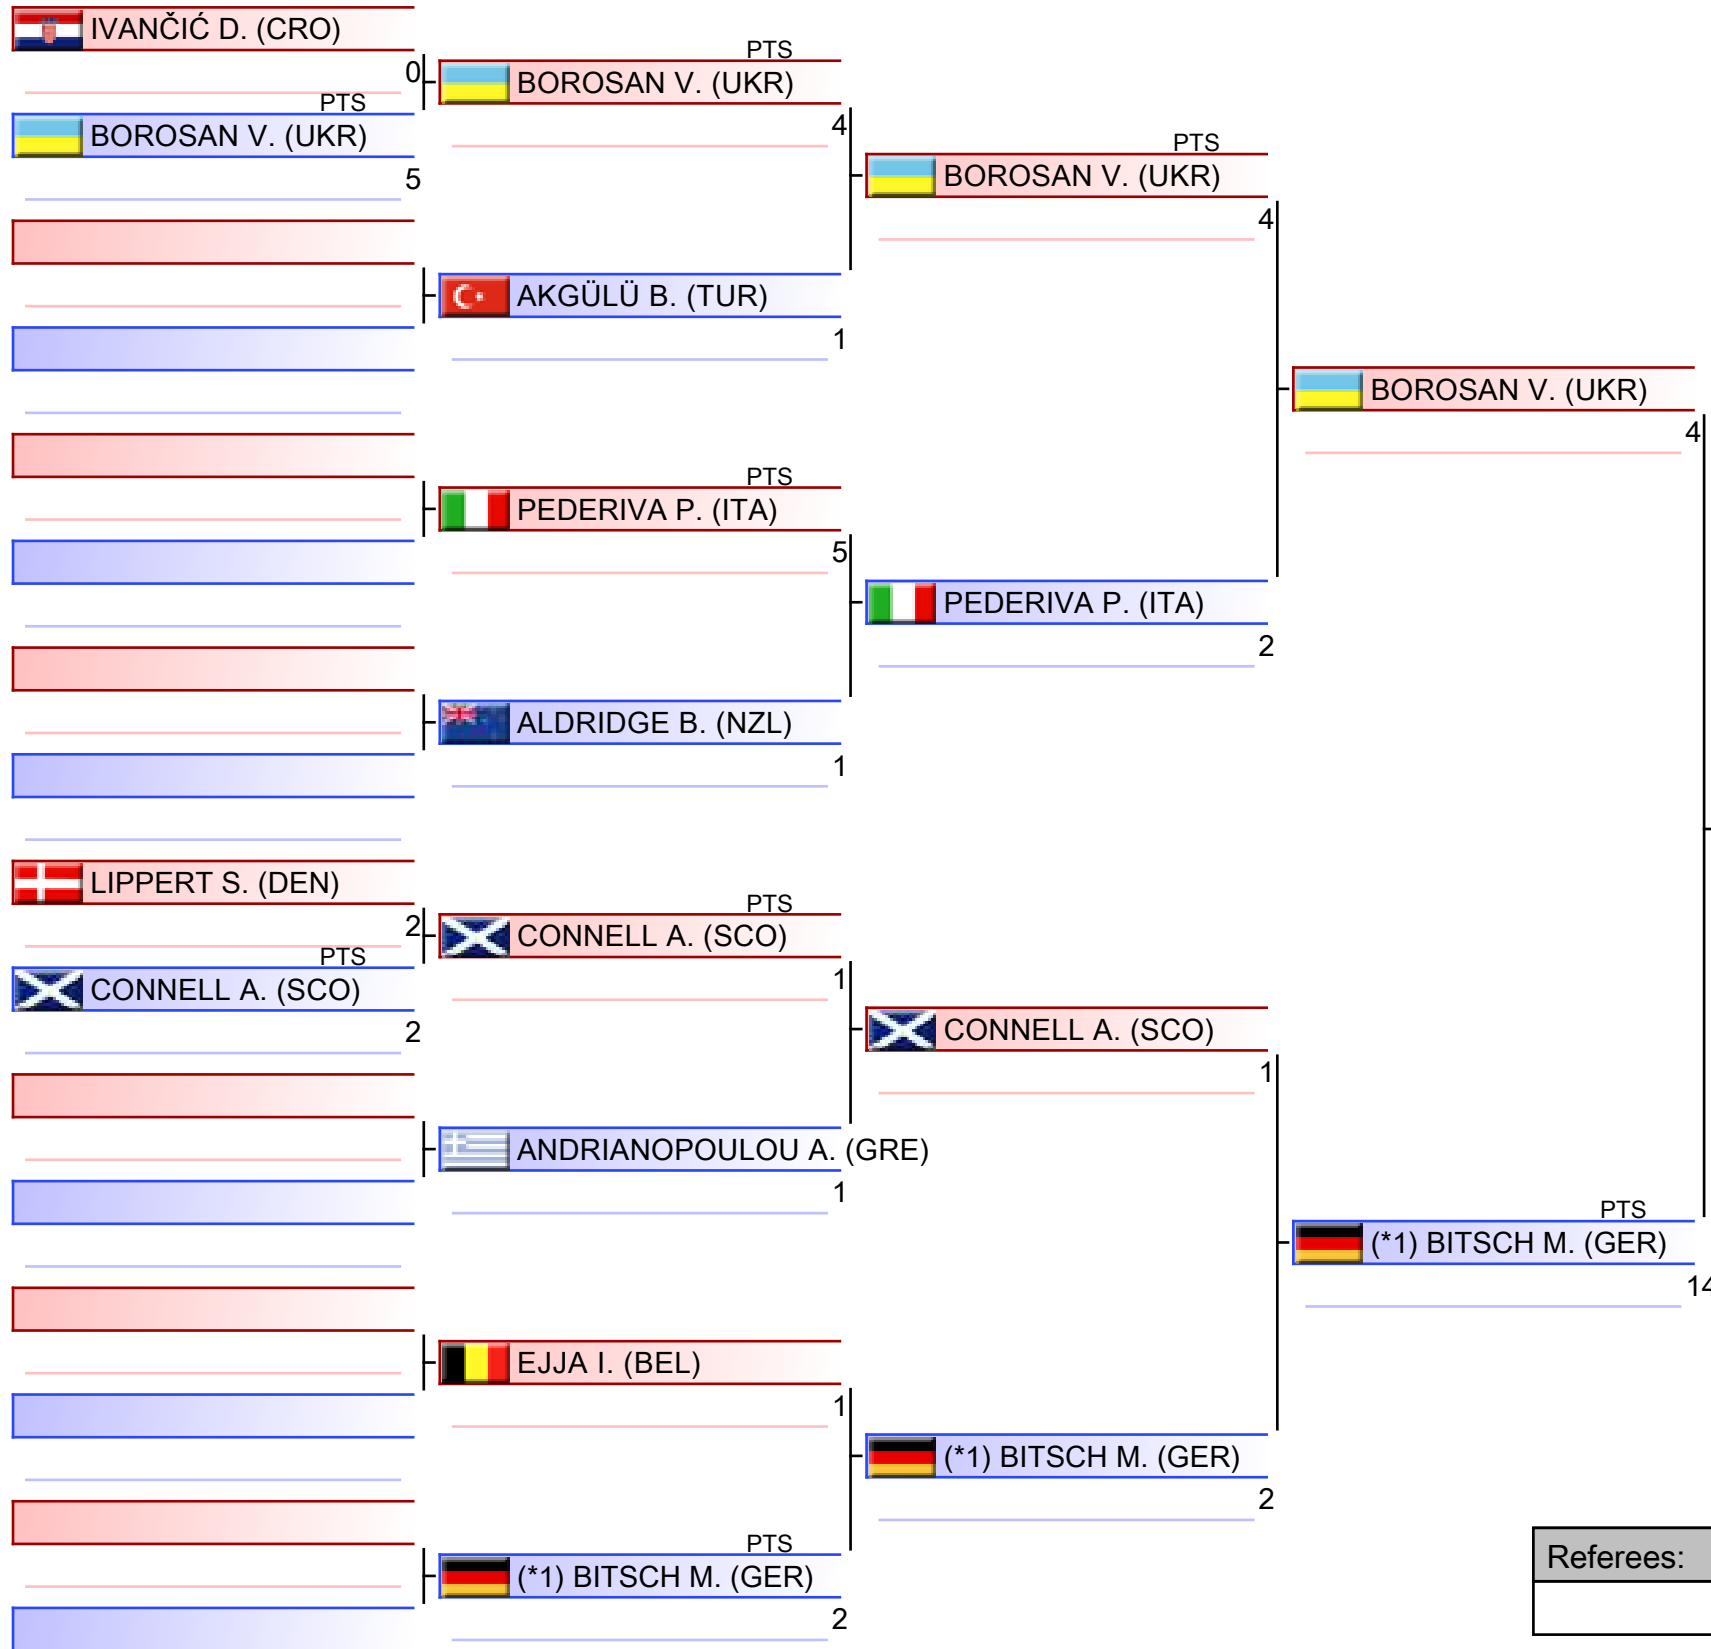 IVANČIĆ D. (CRO)
0
PTS
BOROSAN V. (UKR)
5
LIPPERT S. (DEN)
2
PTS
CONNELL A. (SCO)
2
PTS
BOROSAN V. (UKR)
4
AKGÜLÜ B. (TUR)
1
PTS
PEDERIVA P. (ITA)
5
ALDRIDGE B. (NZL)
1
PTS
CONNELL A. (SCO)
1
ANDRIANOPOULOU A. (GRE)
1
EJJA I. (BEL)
1
PTS
(*1) BITSCH M. (GER)
2
PTS
BOROSAN V. (UKR)
4
PEDERIVA P. (ITA)
2
CONNELL A. (SCO)
1
(*1) BITSCH M. (GER)
2
BOROSAN V. (UKR)
4
PTS
(*1) BITSCH M. (GER)
14
Referees: